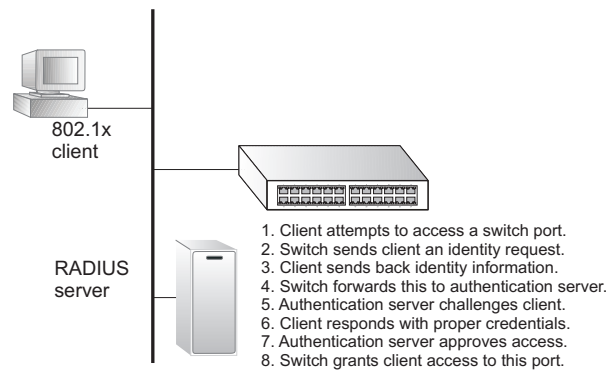 802.1x
client
1. Client attempts to access a switch port.
2. Switch sends client an identity request.
3. Client sends back identity information.
4. Switch forwards this to authentication server.
5. Authentication server challenges client.
6. Client responds with proper credentials.
7. Authentication server approves access.
8. Switch grants client access to this port.
RADIUS
server